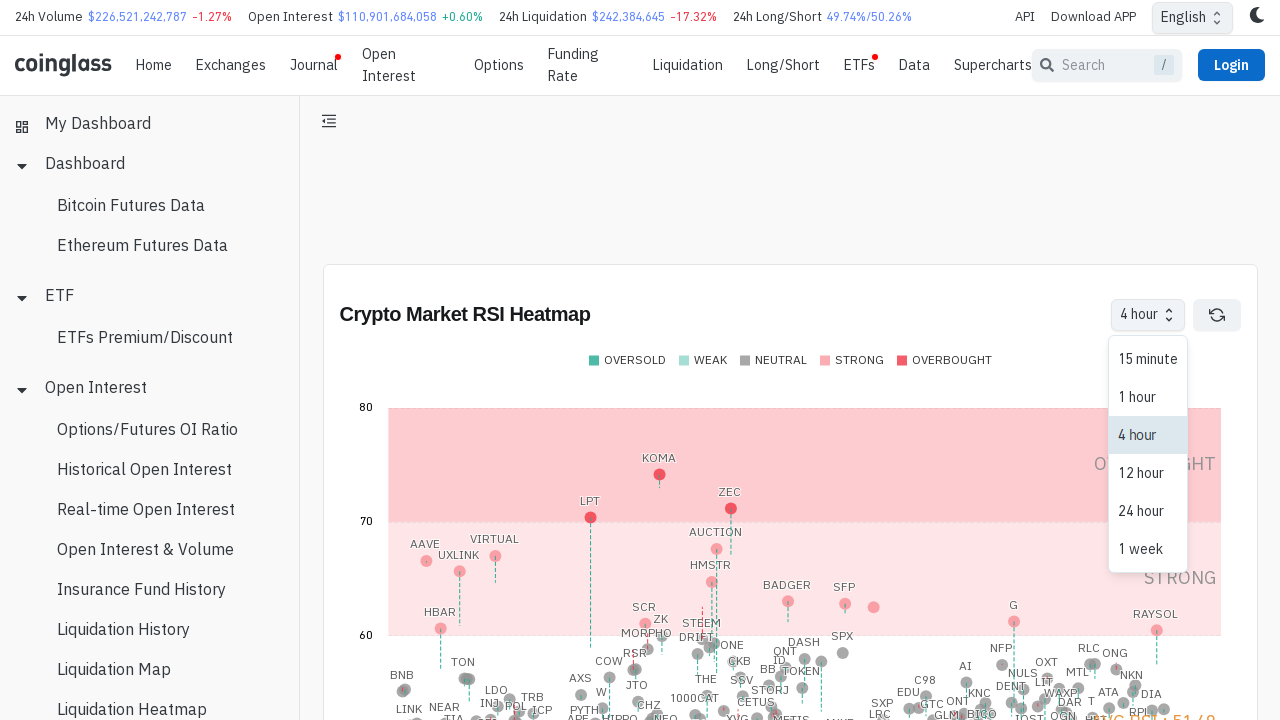 24h Volume $226,521,242,787 -1.27% Open Interest $110,901,684,058 +0.60% 24h Liquidation $242,384,645 -17.32% 24h Long/Short 49.74%/50.26% API Download APP English
coinglass Home Exchanges Journal Open Interest Options Funding Rate Liquidation Long/Short ETFs Data Supercharts Search / Login
My Dashboard
Dashboard
Bitcoin Futures Data
Ethereum Futures Data
ETF
ETFs Premium/Discount
Open Interest
Options/Futures OI Ratio
Historical Open Interest
Real-time Open Interest
Open Interest & Volume
Insurance Fund History
Liquidation History
Liquidation Map
Liquidation Heatmap
Crypto Market RSI Heatmap
4 hour
15 minute
1 hour
4 hour
12 hour
24 hour
1 week
OVERSOLD WEAK NEUTRAL STRONG OVERBOUGHT
80
KOMA
ZEC
LPT
70
AUCTION
VIRTUAL
AAVE
UXLINK
HMSTR
STRONG
BADGER SFP
HBAR SCR G RAYSOL
ZK STEEM
60
MORPHO DRIFT SPX
ONE DASH
RSR ONT NFP RLC ONG
TON COW CKB ID OXT
BNB AXS THE SSV BB TOKEN AI NULS MTL NKN
LDO W JTO STORJ C98 EDU KNC DENT LIT WAXP ATA DIA
LINK NEAR INJ POL TRB ICP PYTH CHZ 1000CAT CETUS SXP GTC ONT DAR T